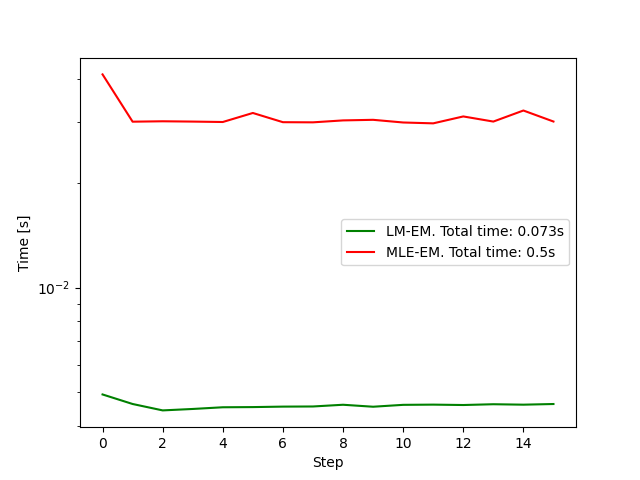 Time [s]
10⁻²
LM-EM. Total time: 0.073s
MLE-EM. Total time: 0.5s
0 2 4 6 8 10 12 14
Step